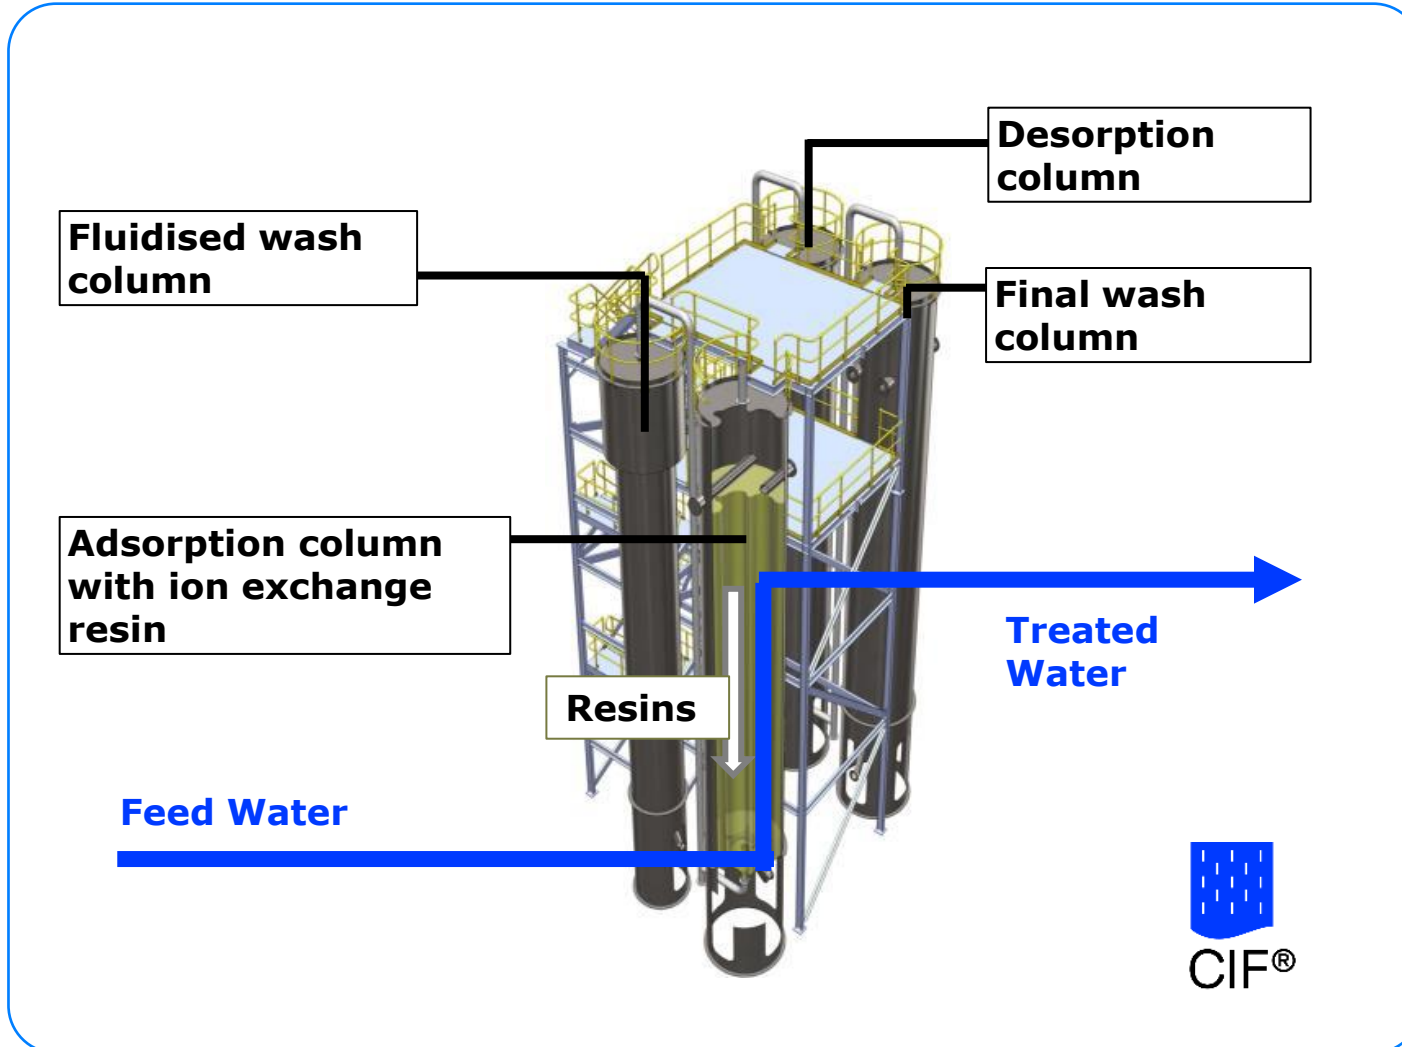 Desorption
column
Fluidised wash
column
Final wash
column
Adsorption column
with ion exchange
resin
Treated
Water
Resins
Feed Water
CIF®